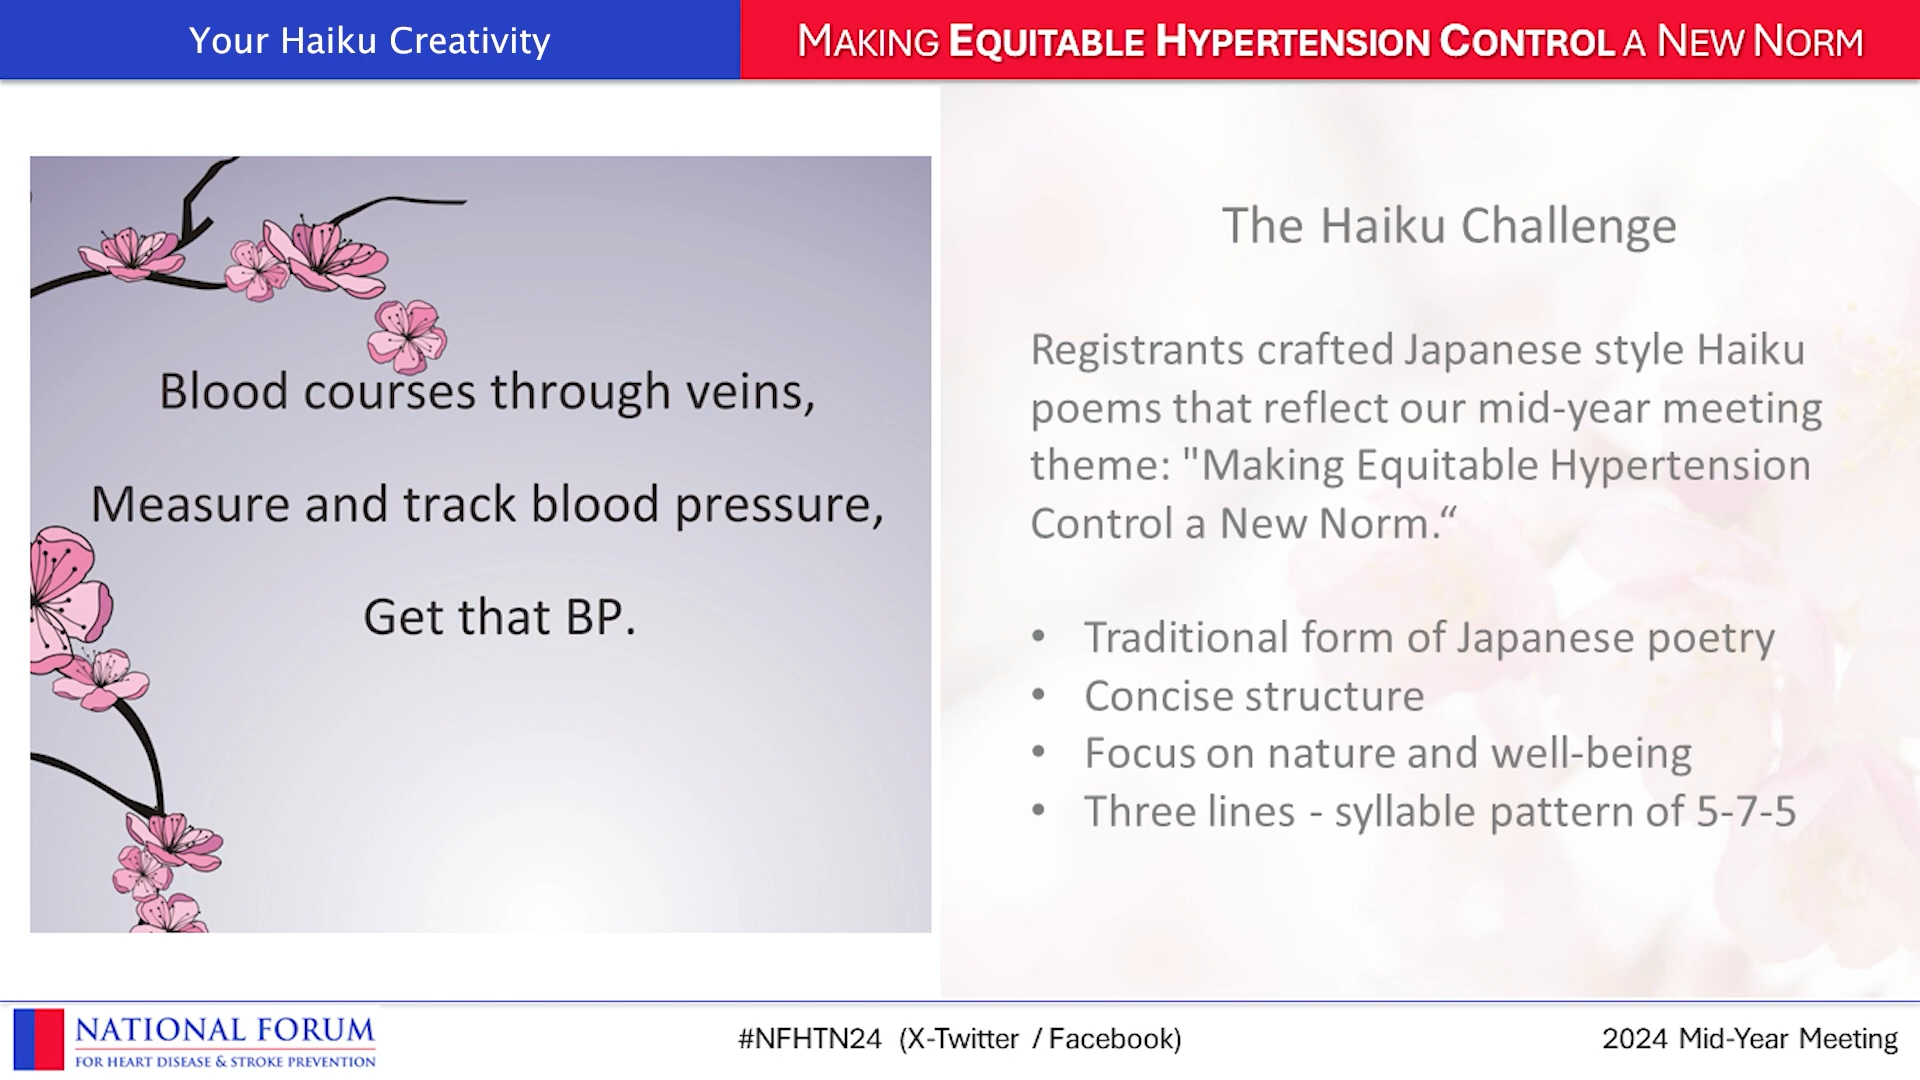 Your Haiku Creativity
MAKING EQUITABLE HYPERTENSION CONTROL A NEW NORM
Blood courses through veins,
Measure and track blood pressure,
Get that BP.
The Haiku Challenge
Registrants crafted Japanese style Haiku
poems that reflect our mid-year meeting
theme: "Making Equitable Hypertension
Control a New Norm.“
• Traditional form of Japanese poetry
• Concise structure
• Focus on nature and well-being
• Three lines - syllable pattern of 5-7-5
NATIONAL FORUM
FOR HEART DISEASE & STROKE PREVENTION
#NFHTN24 (X-Twitter / Facebook)
2024 Mid-Year Meeting